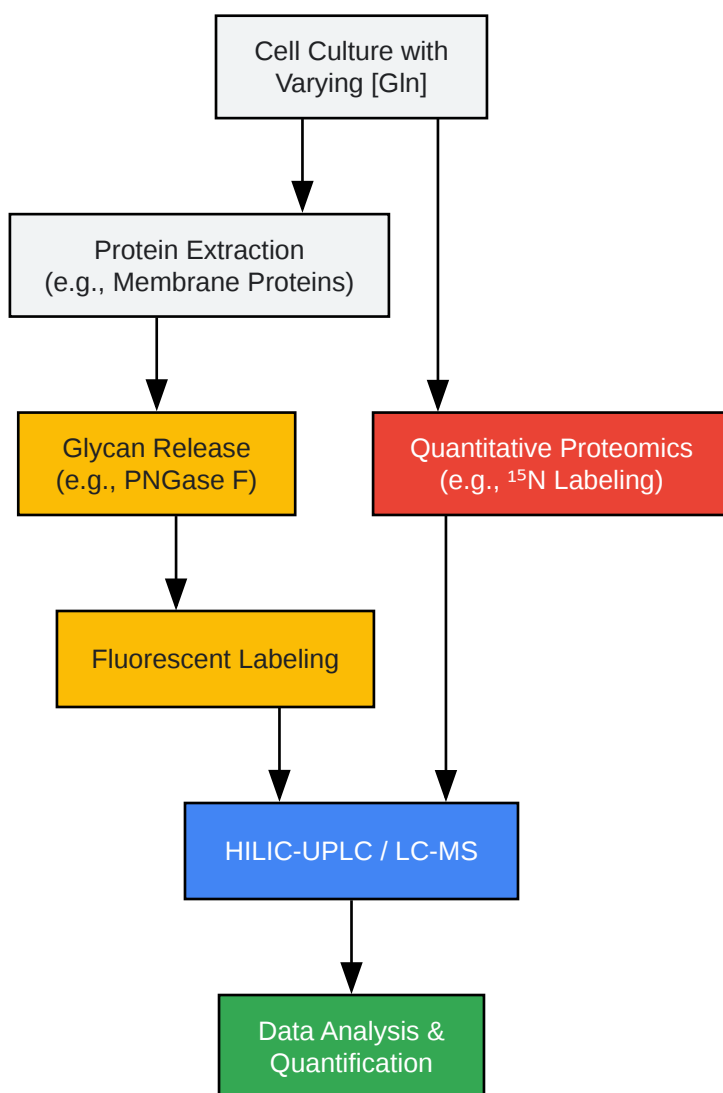 Cell Culture with
Varying [Gln]
Protein Extraction
(e.g., Membrane Proteins)
Glycan Release
(e.g., PNGase F)
Quantitative Proteomics
(e.g., ¹⁵N Labeling)
Fluorescent Labeling
HILIC-UPLC / LC-MS
Data Analysis &
Quantification